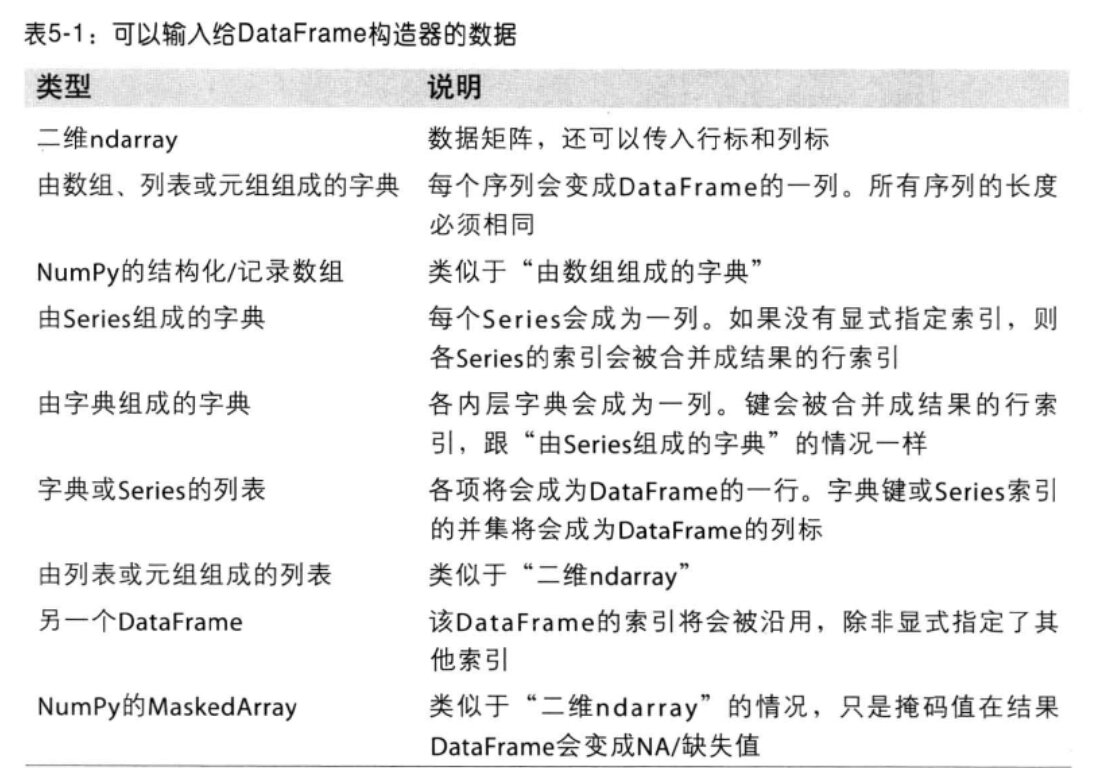 表5-1：可以输入给DataFrame构造器的数据
类型 说明
二维ndarray 数据矩阵，还可以传入行标和列标
由数组、列表或元组组成的字典 每个序列会变成DataFrame的一列。所有序列的长度
必须相同
NumPy的结构化/记录数组 类似于“由数组组成的字典”
由Series组成的字典 每个Series会成为一列。如果没有显式指定索引，则
各Series的索引会被合并成结果的行索引
由字典组成的字典 各内层字典会成为一列。键会被合并成结果的行索
引，跟“由Series组成的字典”的情况一样
字典或Series的列表 各项将会成为DataFrame的一行。字典键或Series索引
的并集将会成为DataFrame的列标
由列表或元组组成的列表 类似于“二维ndarray”
另一个DataFrame 该DataFrame的索引将会被沿用，除非显式指定了其
他索引
NumPy的MaskedArray 类似于“二维ndarray”的情况，只是掩码值在结果
DataFrame会变成NA/缺失值